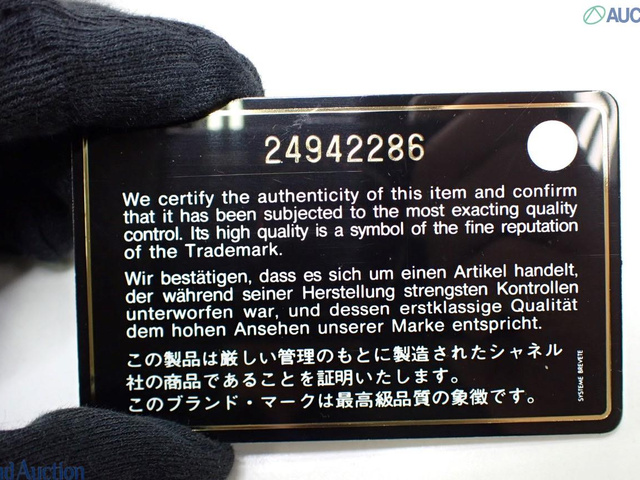 AUC
24942286
We certify the authenticity of this item and confirm
that it has been subjected to the most exacting quality
control. Its high quality is a symbol of the fine reputation
of the Trademark.
Wir bestätigen, dass es sich um einen Artikel handelt,
der während seiner Herstellung strengsten Kontrollen
unterworfen war, und dessen erstklassige Qualität
dem hohen Ansehen unserer Marke entspricht.
この製品は厳しい管理のもとに製造されたシャネル
社の商品であることを証明いたします。
このブランド・マークは最高級品質の象徴です。
SYSTEME BREVETE
nd Auction